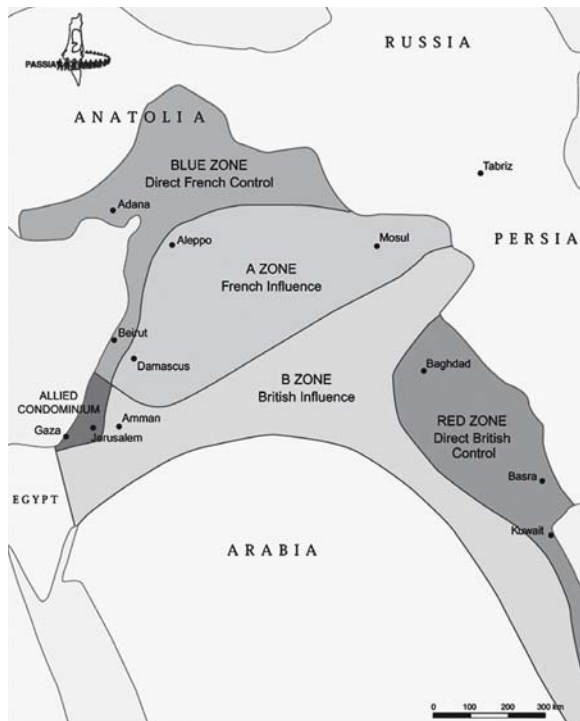 RUSSIA
PASSIA
ANATOLIA
BLUE ZONE
Direct French Control
Tabriz
Adana
PERSIA
Aleppo
Mosul
A ZONE
French Influence
Beirut
Damascus
Baghdad
B ZONE
British Influence
ALLIED
CONDOMINIUM
Amman
Gaza
Jerusalem
RED ZONE
Direct British
Control
Basra
EGYPT
Kuwait
ARABIA
0 100 200 300 km